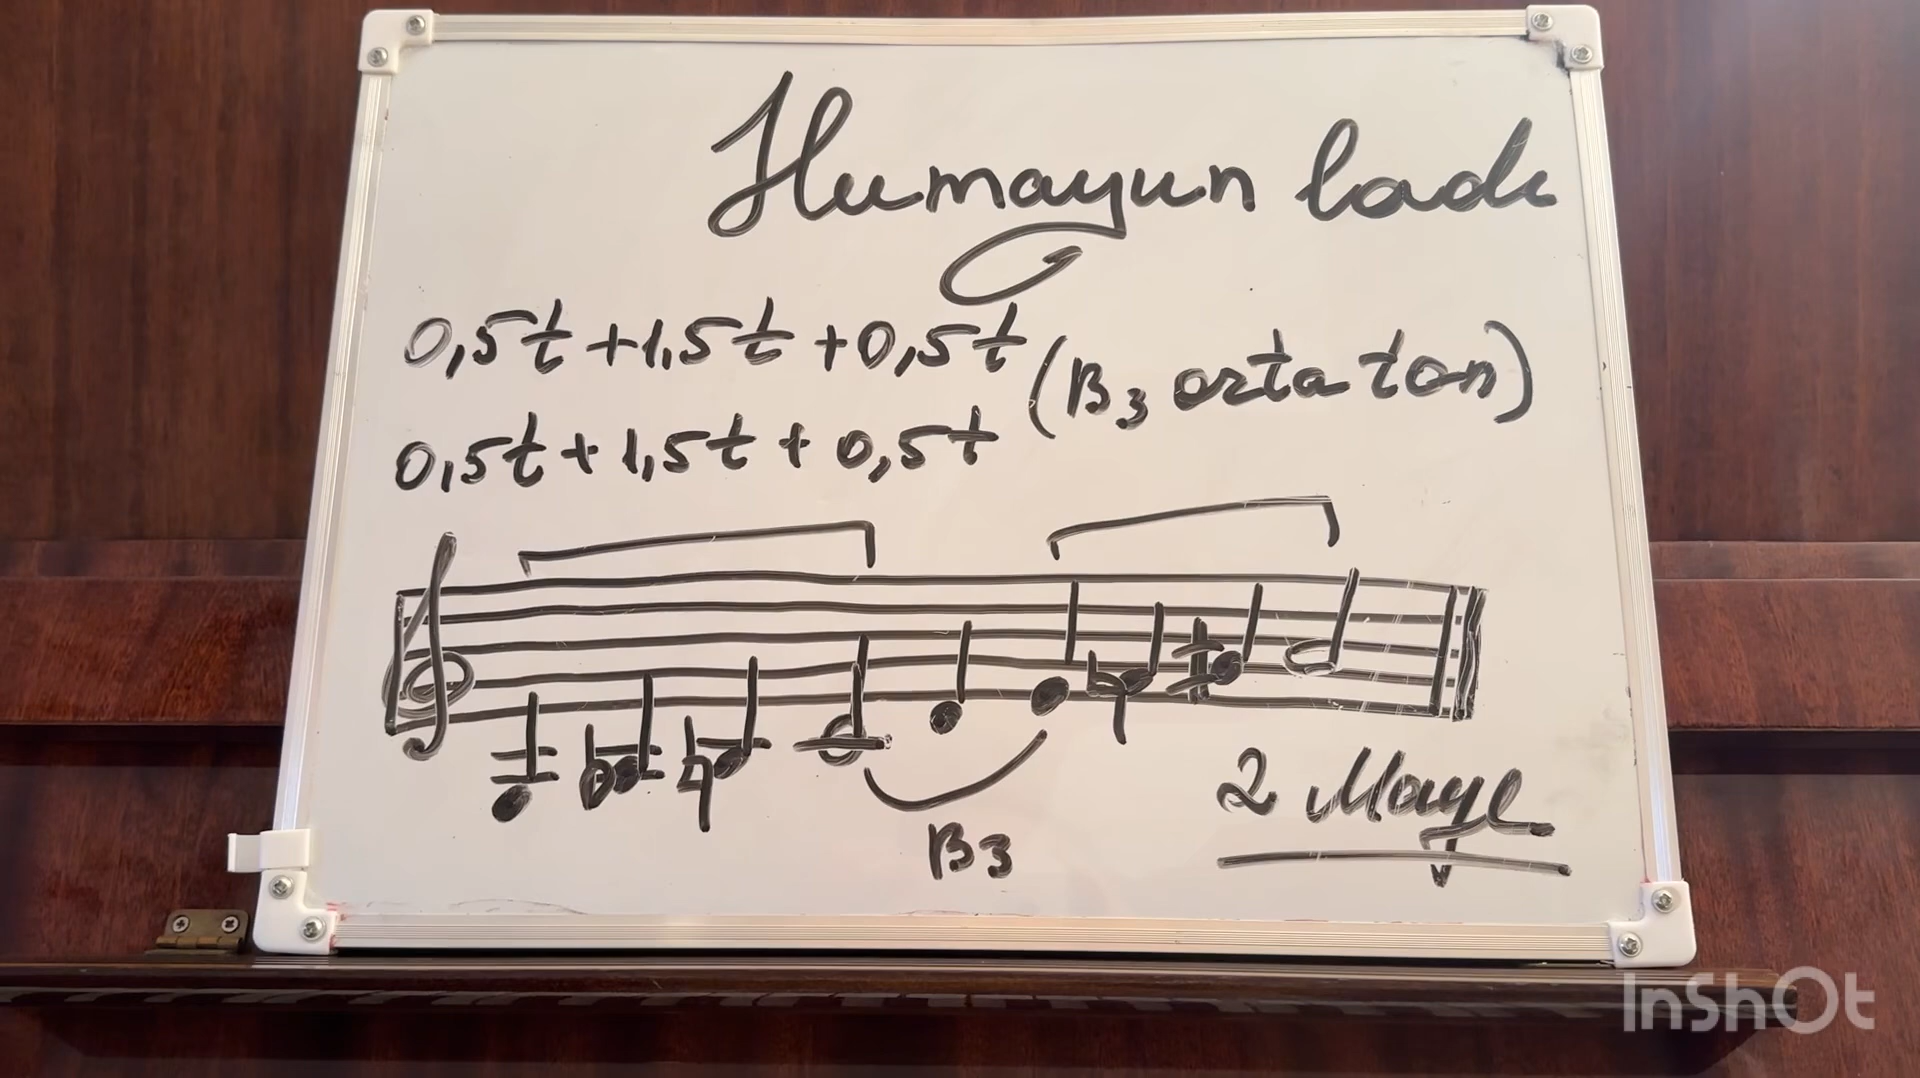 Humayun ladı
0,5t+1,5t+0,5t (B3 orta ton)
0,5t+1,5t+0,5t
B3
2 Maye
InShOt